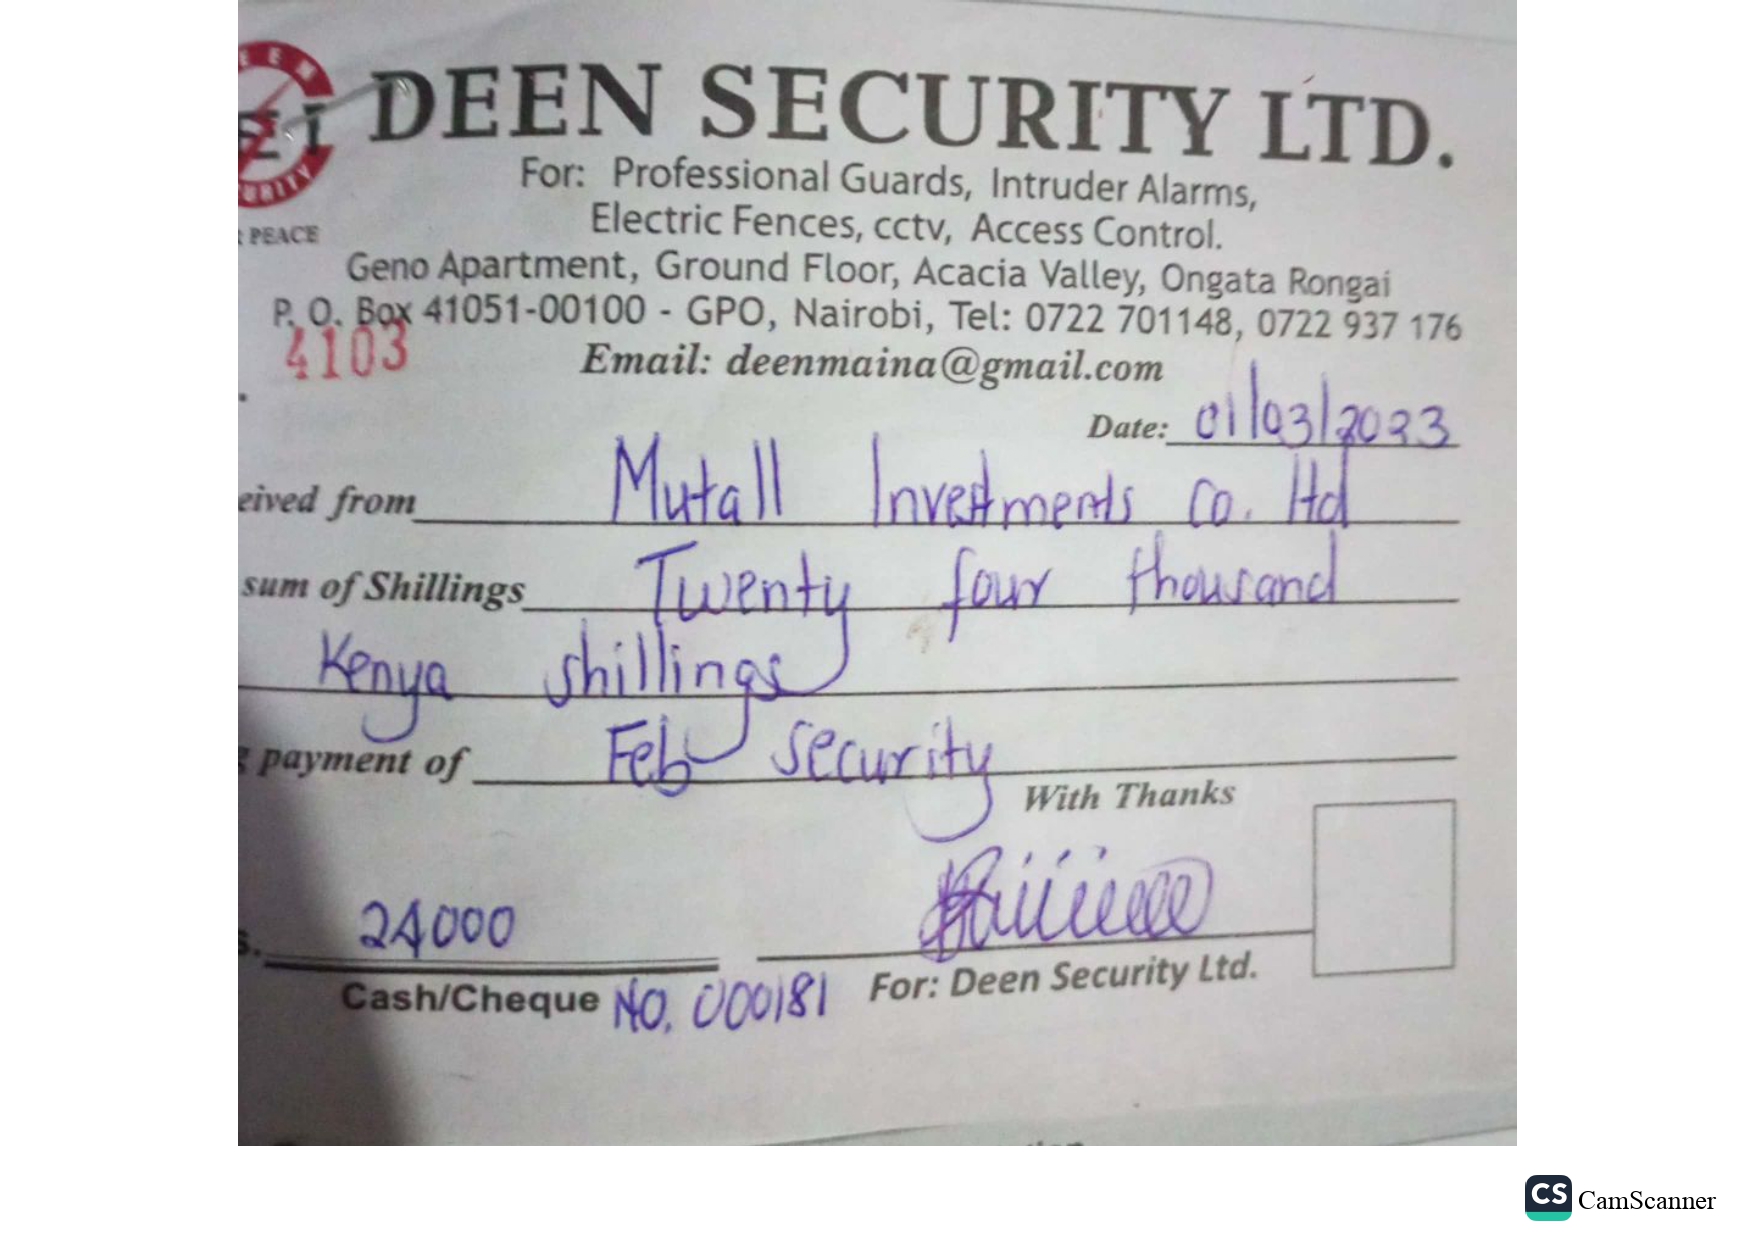 EEN
URITY
PEACE
DEEN SECURITY LTD.
For: Professional Guards, Intruder Alarms,
Electric Fences, cctv, Access Control.
Geno Apartment, Ground Floor, Acacia Valley, Ongata Rongai
P. O. Box 41051-00100 - GPO, Nairobi, Tel: 0722 701148, 0722 937 176
4103
Email: deenmaina@gmail.com
Date: 01/03/2023
eived from Mutall Investments Co. Ltd
sum of Shillings Twenty four thousand
Kenya shillings
payment of Feb security
With Thanks
24000
Cash/Cheque NO. 000181
For: Deen Security Ltd.
CS CamScanner